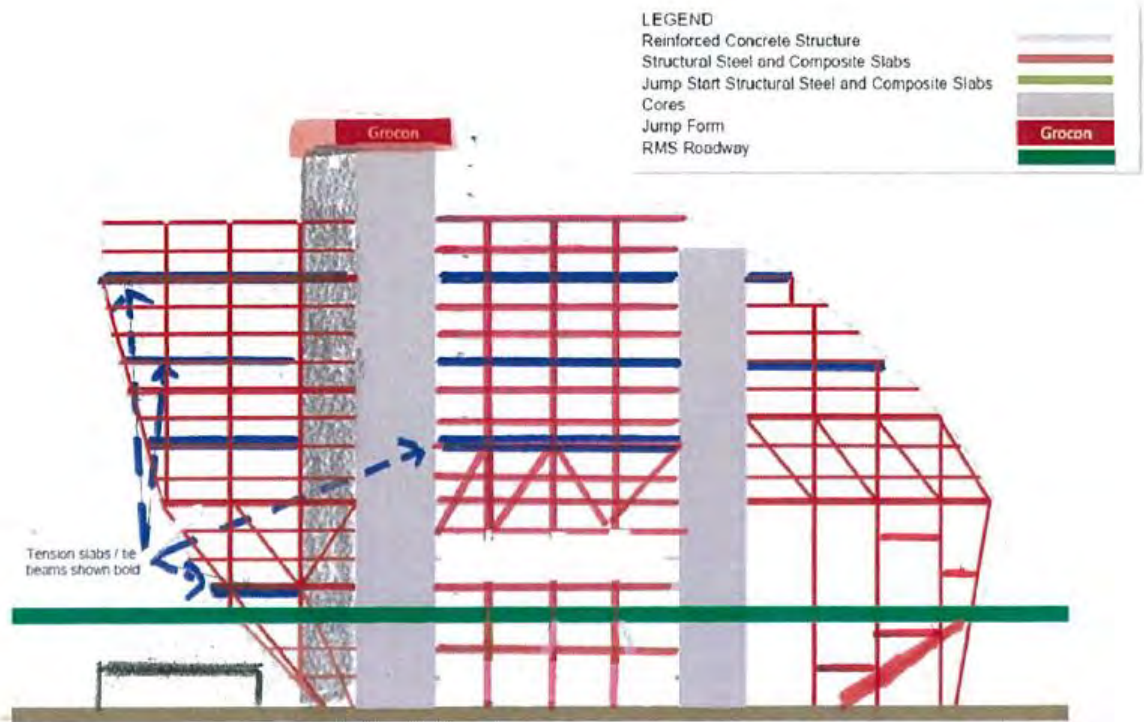 LEGEND
Reinforced Concrete Structure
Structural Steel and Composite Slabs
Jump Start Structural Steel and Composite Slabs
Cores
Jump Form
Grocon
RMS Roadway
Grocon
Tension slabs / tie
beams shown bold